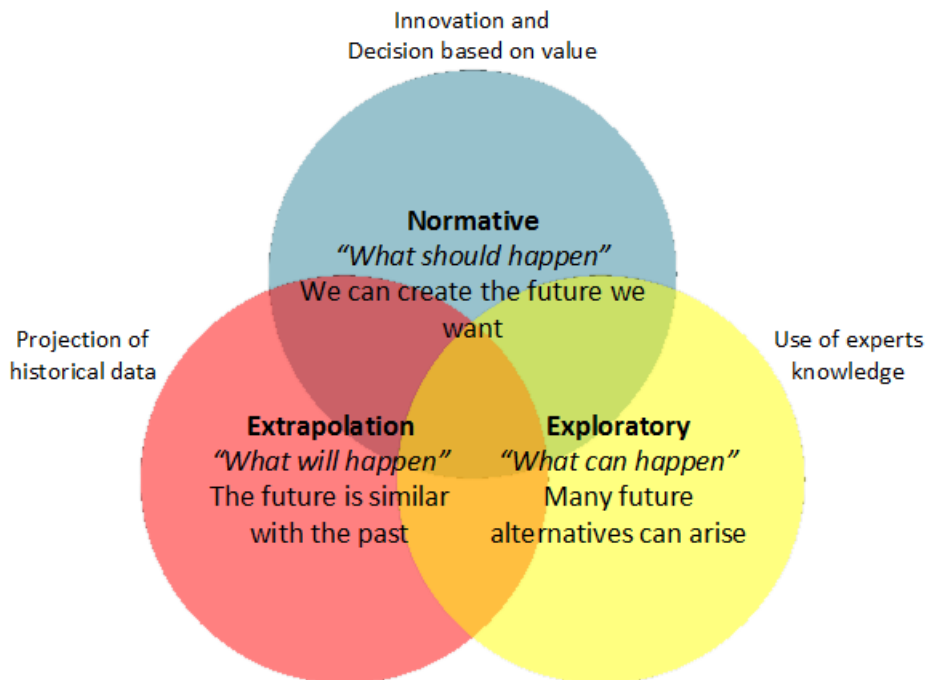 Innovation and
Decision based on value
Normative
“What should happen”
We can create the future we
want
Projection of
historical data
Use of experts
knowledge
Extrapolation
“What will happen”
The future is similar
with the past
Exploratory
“What can happen”
Many future
alternatives can arise